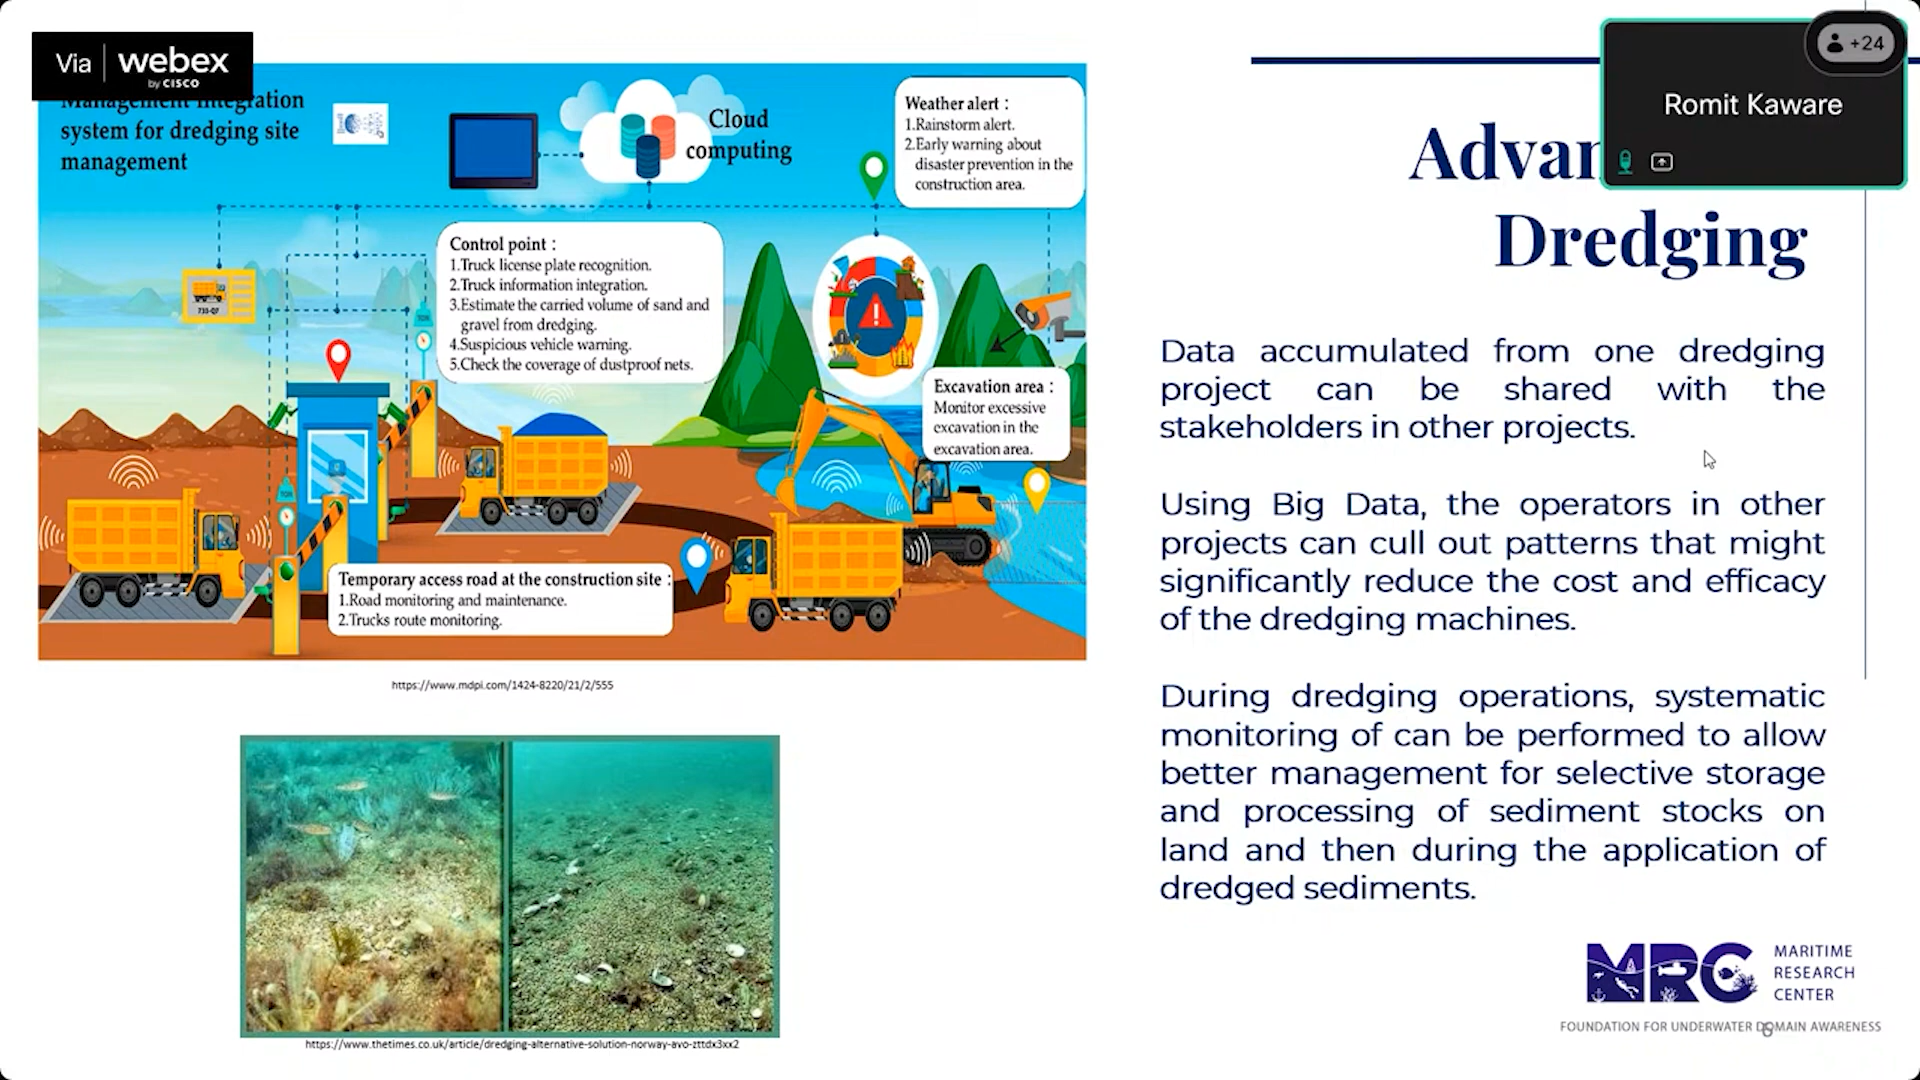 Via webex
by CISCO
Management Integration
system for dredging site
management
Cloud
computing
Weather alert :
1.Rainstorm alert.
2.Early warning about
disaster prevention in the
construction area.
Control point :
1.Truck license plate recognition.
2.Truck information integration.
3.Estimate the carried volume of sand and
gravel from dredging.
4.Suspicious vehicle warning.
5.Check the coverage of dustproof nets.
735-Q7
Excavation area :
Monitor excessive
excavation in the
excavation area.
Temporary access road at the construction site :
1.Road monitoring and maintenance.
2.Trucks route monitoring.
https://www.mdpi.com/1424-8220/21/2/555
https://www.thetimes.co.uk/article/dredging-alternative-solution-norway-avo-zttdx3xx2
+24
Romit Kaware
Advan
Dredging
Data accumulated from one dredging
project can be shared with the
stakeholders in other projects.
Using Big Data, the operators in other
projects can cull out patterns that might
significantly reduce the cost and efficacy
of the dredging machines.
During dredging operations, systematic
monitoring of can be performed to allow
better management for selective storage
and processing of sediment stocks on
land and then during the application of
dredged sediments.
MRC
MARITIME
RESEARCH
CENTER
FOUNDATION FOR UNDERWATER DOMAIN AWARENESS
6